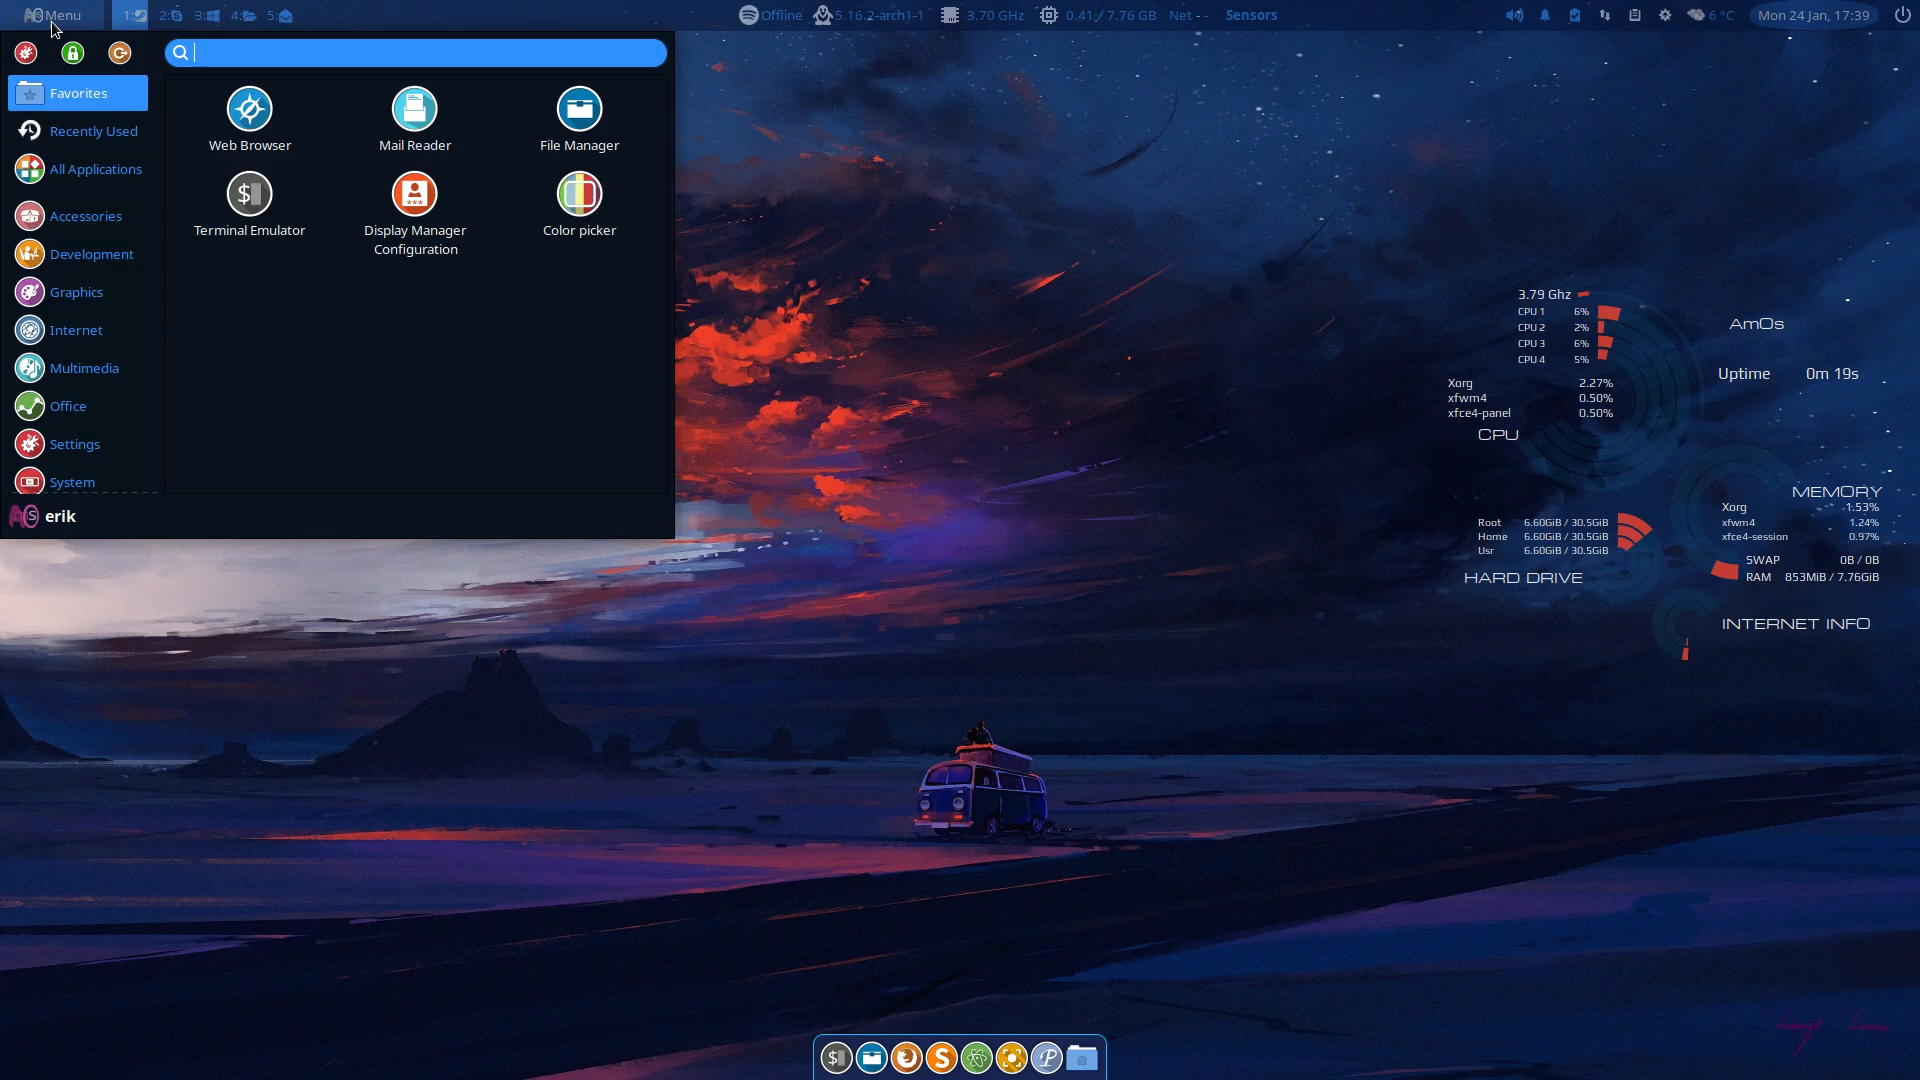 Menu 1: 2: 3: 4: 5: Offline 5.16.2-arch1-1 3.70 GHz 0.41 / 7.76 GB Net - - Sensors 6 °C Mon 24 Jan, 17:39
Favorites
Recently Used
All Applications
Accessories
Development
Graphics
Internet
Multimedia
Office
Settings
System
erik
Web Browser
Mail Reader
File Manager
Terminal Emulator
Display Manager
Configuration
Color picker
3.79 Ghz
CPU 1 6%
CPU 2 2%
CPU 3 6%
CPU 4 5%
Xorg 2.27%
xfwm4 0.50%
xfce4-panel 0.50%
CPU
AmOs
Uptime 0m 19s
MEMORY
Xorg 1.53%
xfwm4 1.24%
xfce4-session 0.97%
SWAP 0B / 0B
RAM 853MiB / 7.76GiB
Root 6.60GiB / 30.5GiB
Home 6.60GiB / 30.5GiB
Usr 6.60GiB / 30.5GiB
HARD DRIVE
INTERNET INFO